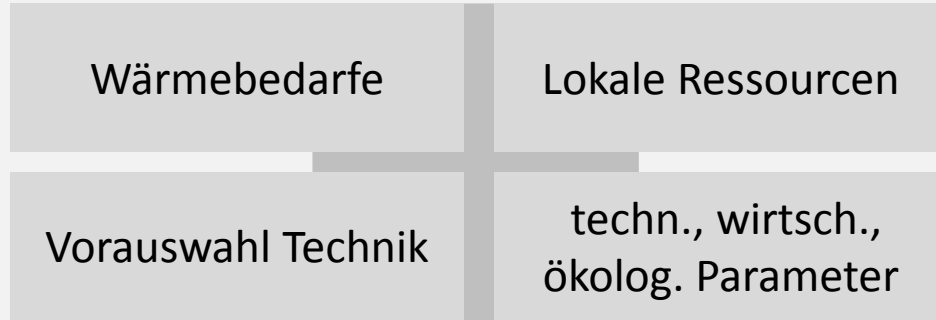 Wärmebedarfe
Lokale Ressourcen
Vorauswahl Technik
techn., wirtsch.,
ökolog. Parameter